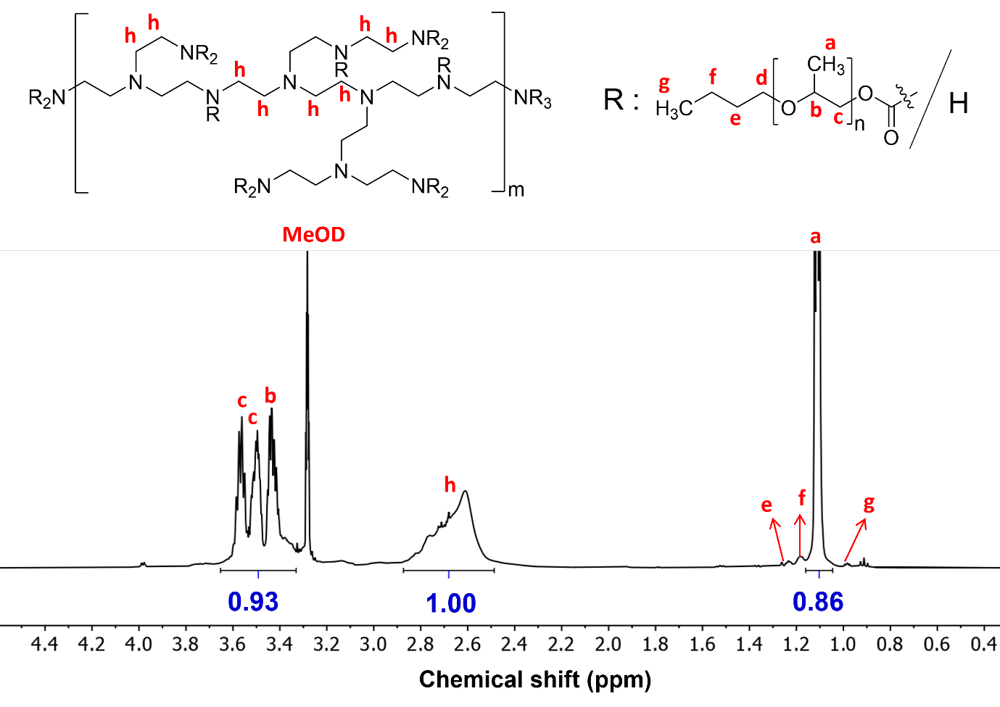 h
h
h
h
NR2
NR2
N
R
R
h
N
N
N
h
N
R2N
N
R
h
h
NR3
m
R2N
N
NR2
R :
g
H3C
f
e
d
a
CH3
O
b
c
n
O
O
H
MeOD
a
c
c
b
h
e
f
g
0.93
1.00
0.86
4.4 4.2 4.0 3.8 3.6 3.4 3.2 3.0 2.8 2.6 2.4 2.2 2.0 1.8 1.6 1.4 1.2 1.0 0.8 0.6 0.4
Chemical shift (ppm)